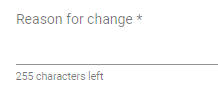 Reason for change *
255 characters left